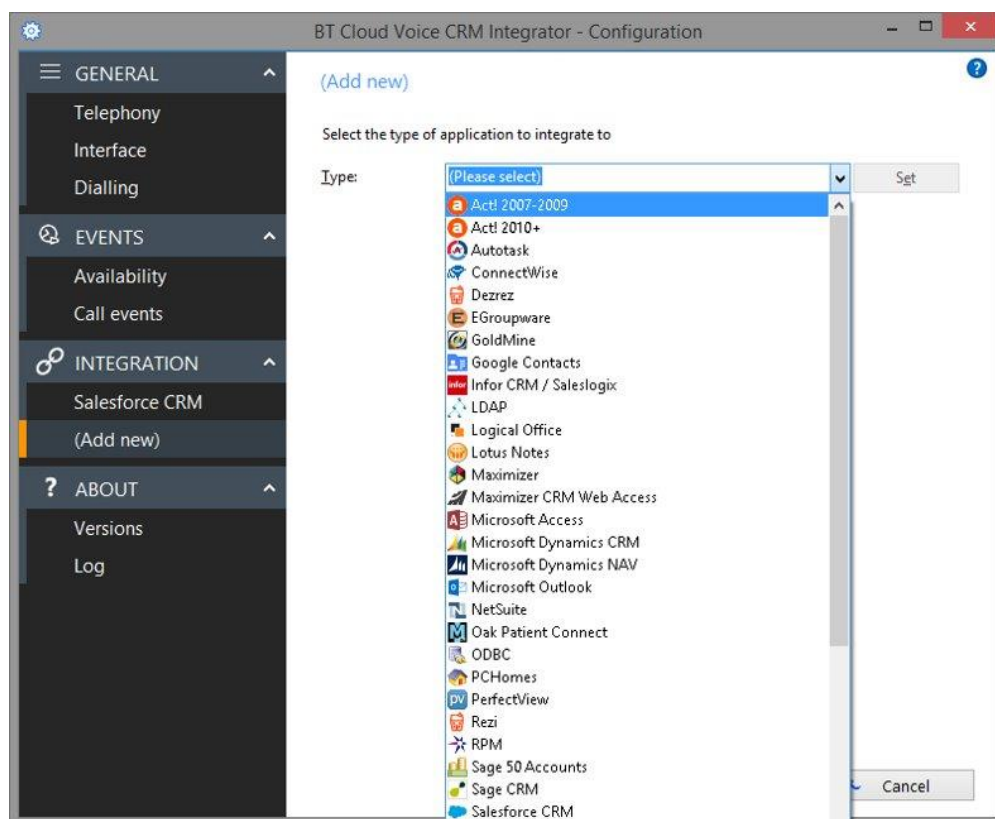 BT Cloud Voice CRM Integrator - Configuration
GENERAL
Telephony
Interface
Dialling
EVENTS
Availability
Call events
INTEGRATION
Salesforce CRM
(Add new)
? ABOUT
Versions
Log
(Add new)
?
Select the type of application to integrate to
Type:
(Please select)
Set
Act! 2007-2009
Act! 2010+
Autotask
ConnectWise
Dezrez
EGroupware
GoldMine
Google Contacts
Infor CRM / Saleslogix
LDAP
Logical Office
Lotus Notes
Maximizer
Maximizer CRM Web Access
Microsoft Access
Microsoft Dynamics CRM
Microsoft Dynamics NAV
Microsoft Outlook
NetSuite
Oak Patient Connect
ODBC
PCHomes
PerfectView
Rezi
RPM
Sage 50 Accounts
Sage CRM
Salesforce CRM
Cancel